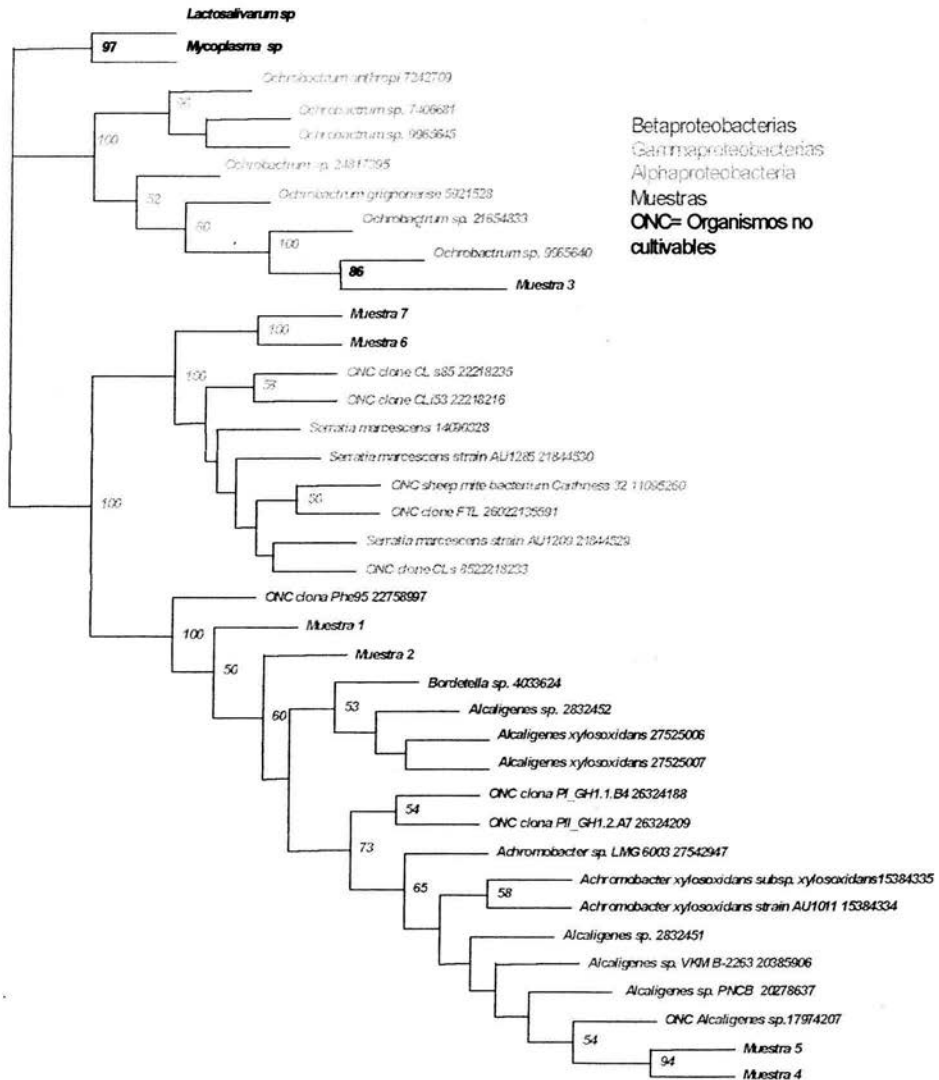 Lactosalivarum sp
97
Mycoplasma sp
Ochrobactrum anthropi 7242709
Ochrobactrum sp. 7406681
Ochrobactrum sp. 9963645
100
Ochrobactrum sp. 24817395
52
Ochrobactrum grignonense 5921528
60
Ochrobactrum sp. 21654833
100
Ochrobactrum sp. 9965640
86
Muestra 3
Betaproteobacterias
Gammaproteobacterias
Alphaproteobacteria
Muestras
ONC= Organismos no
cultivables
Muestra 7
100
Muestra 6
100
ONC clone CL s85 22218235
53
ONC clone CLi53 22218216
Serratia marcescens 14090328
Serratia marcescens strain AU1285 21844530
ONC sheep mite bacterium Caithness 32 11095260
50
ONC clone FTL 26022135591
Serratia marcescens strain AU1209 21844529
ONC clone CLs 8522218233
100
ONC clona Phe95 22758997
100
Muestra 1
50
Muestra 2
60
Bordetella sp. 4033624
53
Alcaligenes sp. 2832452
Alcaligenes xylosoxidans 27525006
Alcaligenes xylosoxidans 27525007
ONC clona PI_GH1.1.B4 26324188
54
ONC clona PII_GH1.2.A7 26324209
73
Achromobacter sp. LMG 6003 27542947
65
Achromobacter xylosoxidans subsp. xylosoxidans15384335
58
Achromobacter xylosoxidans strain AU1011 15384334
Alcaligenes sp. 2832451
Alcaligenes sp. VKM B-2263 20385906
Alcaligenes sp. PNCB 20278637
ONC Alcaligenes sp.17974207
54
Muestra 5
94
Muestra 4